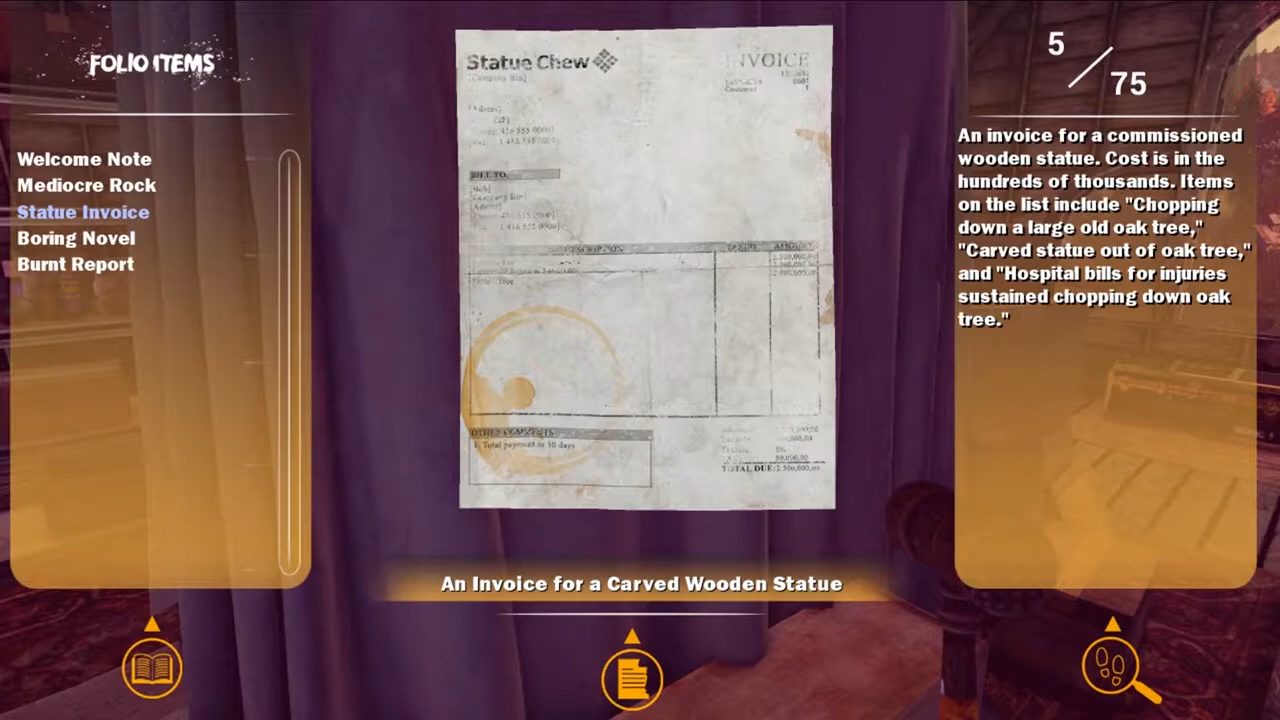 FOLIO ITEMS
Welcome Note
Mediocre Rock
Statue Invoice
Boring Novel
Burnt Report
Statue Chew
INVOICE
Customer
BILL TO
DESCRIPTION
AMOUNT
OTHER COMMENTS
1. Total payment in 30 days
TOTAL DUE:
An Invoice for a Carved Wooden Statue
5/75
An invoice for a commissioned
wooden statue. Cost is in the
hundreds of thousands. Items
on the list include "Chopping
down a large old oak tree,"
"Carved statue out of oak tree,"
and "Hospital bills for injuries
sustained chopping down oak
tree."